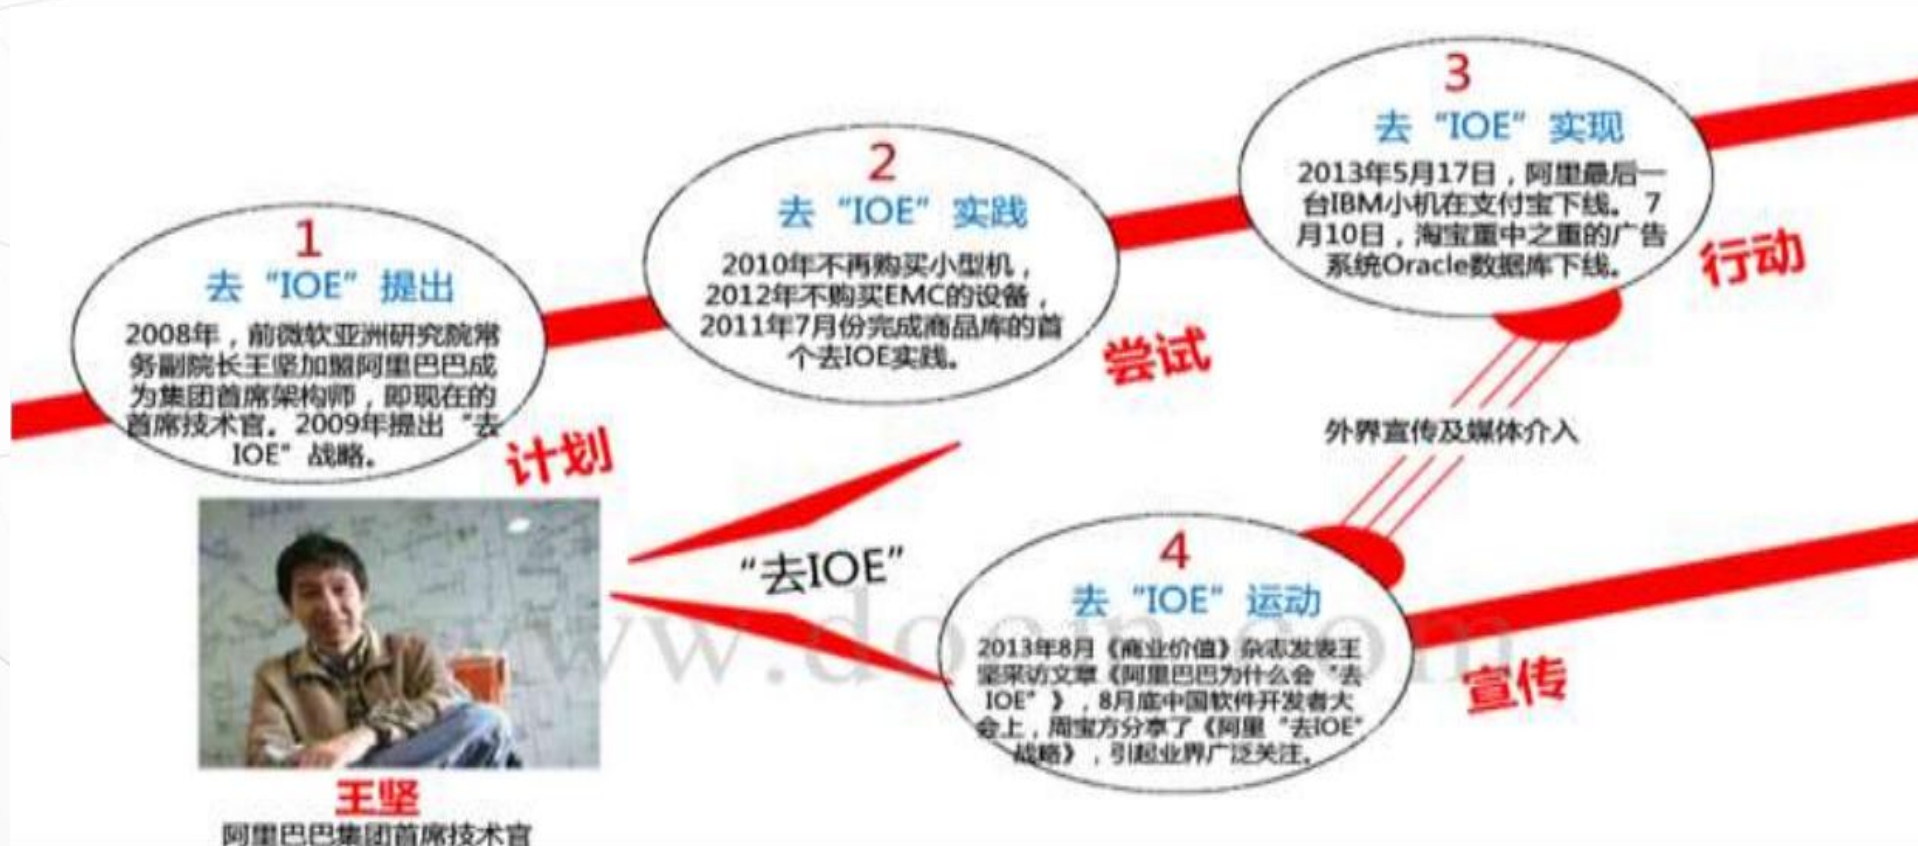 1
去“IOE”提出
2008年，前微软亚洲研究院常
务副院长王坚加盟阿里巴巴成
为集团首席架构师，即现在的
首席技术官。2009年提出“去
IOE”战略。
计划
2
去“IOE”实践
2010年不再购买小型机，
2012年不购买EMC的设备，
2011年7月份完成商品库的首
个去IOE实践。
尝试
3
去“IOE”实现
2013年5月17日，阿里最后一
台IBM小机在支付宝下线。7
月10日，淘宝重中之重的广告
系统Oracle数据库下线。
行动
外界宣传及媒体介入
“去IOE”
4
去“IOE”运动
2013年8月《商业价值》杂志发表王
坚采访文章《阿里巴巴为什么会“去
IOE”》，8月底中国软件开发者大
会上，周宝方分享了《阿里“去IOE”
战略》，引起业界广泛关注。
宣传
王坚
阿里巴巴集团首席技术官
www.docin.com